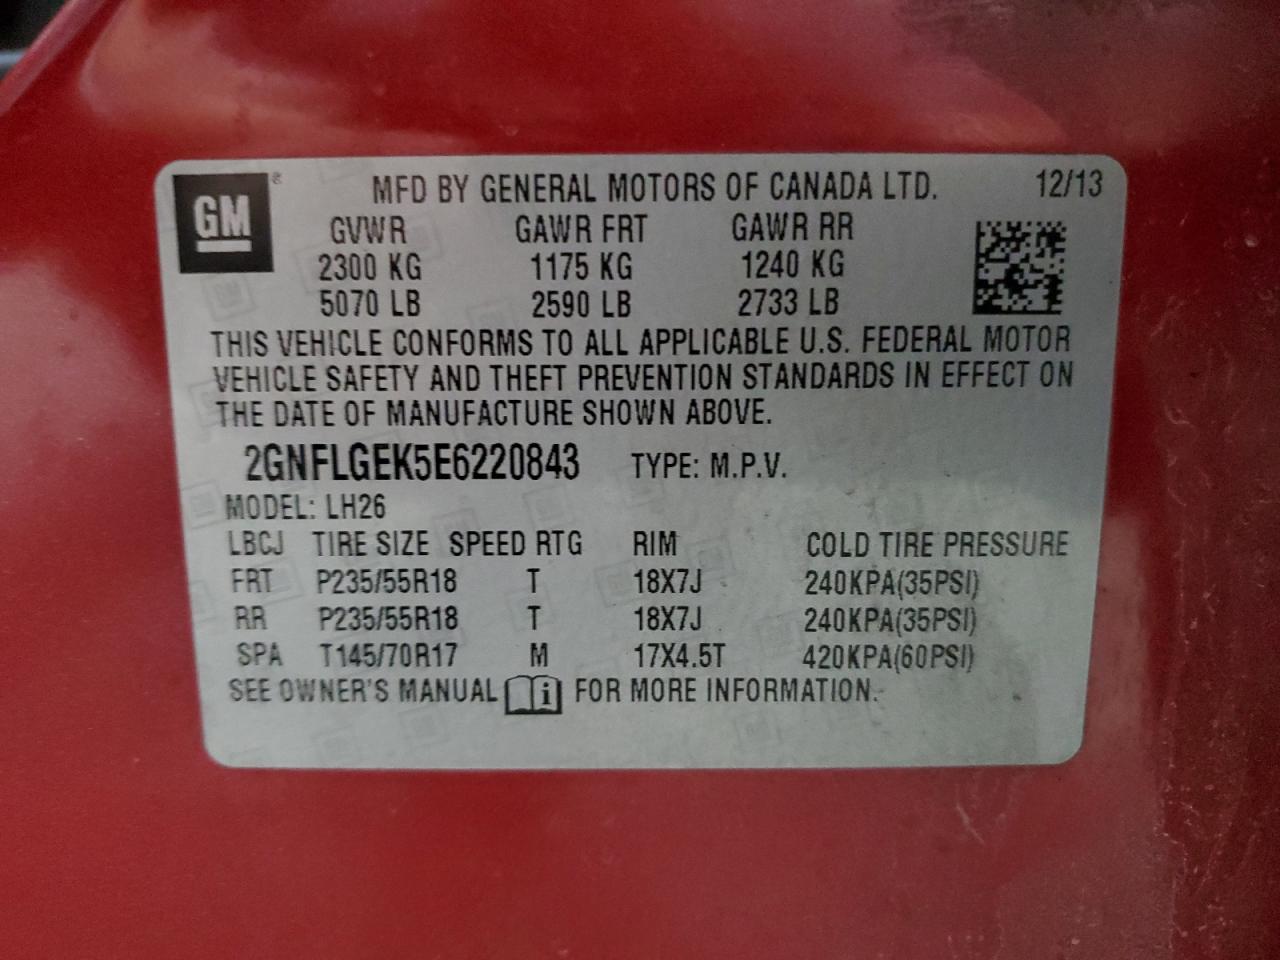 GM ® MFD BY GENERAL MOTORS OF CANADA LTD. 12/13
GVWR GAWR FRT GAWR RR
2300 KG 1175 KG 1240 KG
5070 LB 2590 LB 2733 LB
THIS VEHICLE CONFORMS TO ALL APPLICABLE U.S. FEDERAL MOTOR
VEHICLE SAFETY AND THEFT PREVENTION STANDARDS IN EFFECT ON
THE DATE OF MANUFACTURE SHOWN ABOVE.
2GNFLGEK5E6220843 TYPE: M.P.V.
MODEL: LH26
LBCJ TIRE SIZE SPEED RTG RIM COLD TIRE PRESSURE
FRT P235/55R18 T 18X7J 240KPA(35PSI)
RR P235/55R18 T 18X7J 240KPA(35PSI)
SPA T145/70R17 M 17X4.5T 420KPA(60PSI)
SEE OWNER'S MANUAL i FOR MORE INFORMATION.